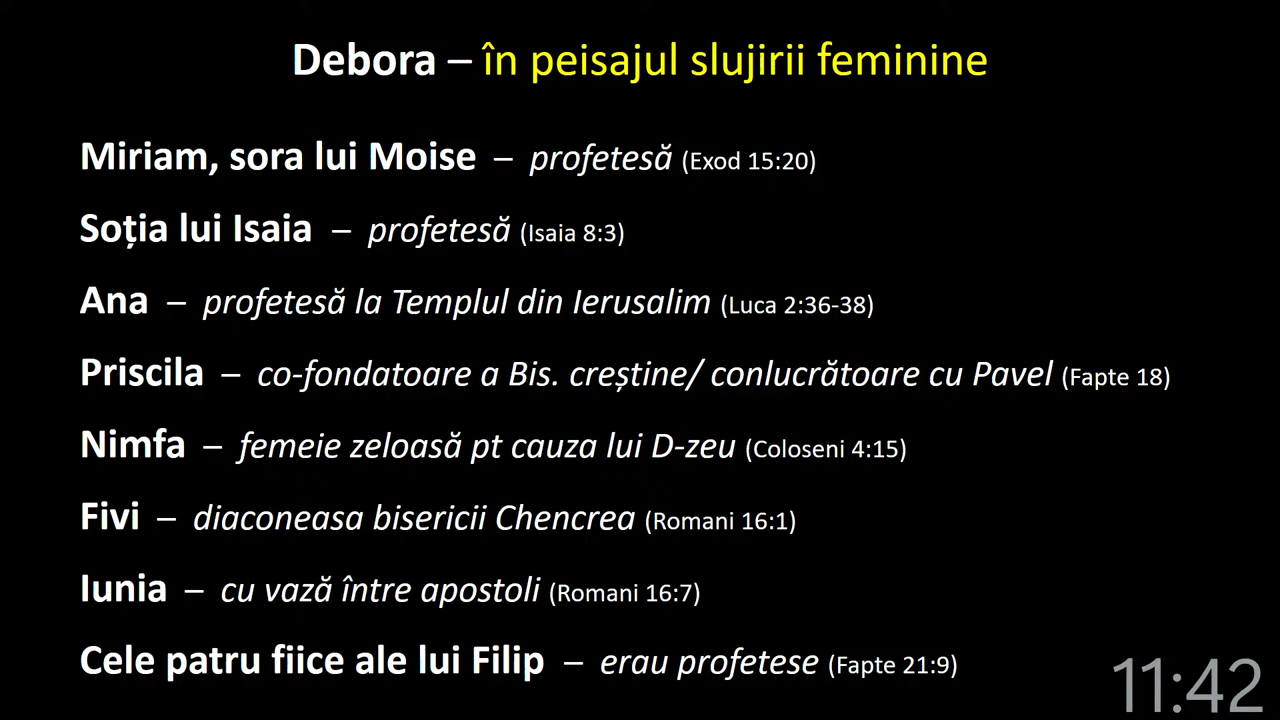 Debora – în peisajul slujirii feminine
Miriam, sora lui Moise – profetesă (Exod 15:20)
Soția lui Isaia – profetesă (Isaia 8:3)
Ana – profetesă la Templul din Ierusalim (Luca 2:36-38)
Priscila – co-fondatoare a Bis. creștine/ conlucrătoare cu Pavel (Fapte 18)
Nimfa – femeie zeloasă pt cauza lui D-zeu (Coloseni 4:15)
Fivi – diaconeasa bisericii Chencrea (Romani 16:1)
Iunia – cu vază între apostoli (Romani 16:7)
Cele patru fiice ale lui Filip – erau profetese (Fapte 21:9)
11:42